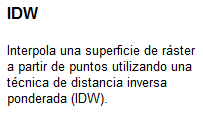 IDW
Interpola una superficie de ráster
a partir de puntos utilizando una
técnica de distancia inversa
ponderada (IDW).